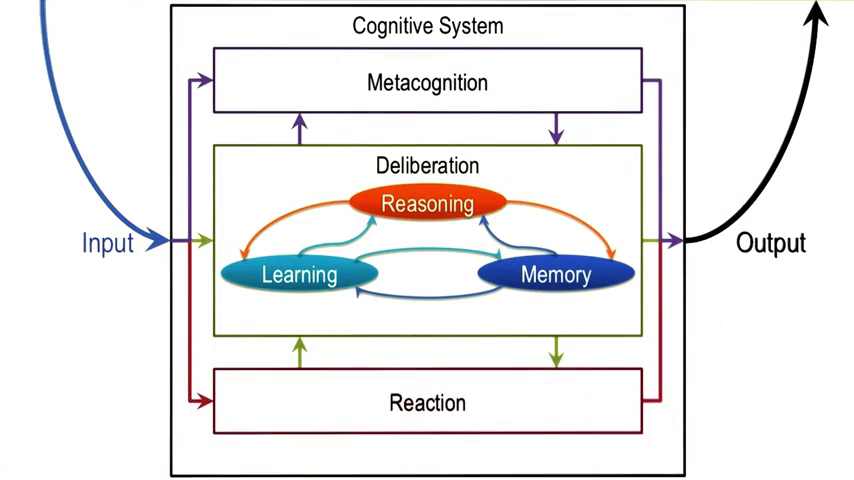 Cognitive System
Metacognition
Deliberation
Reasoning
Input
Output
Learning
Memory
Reaction